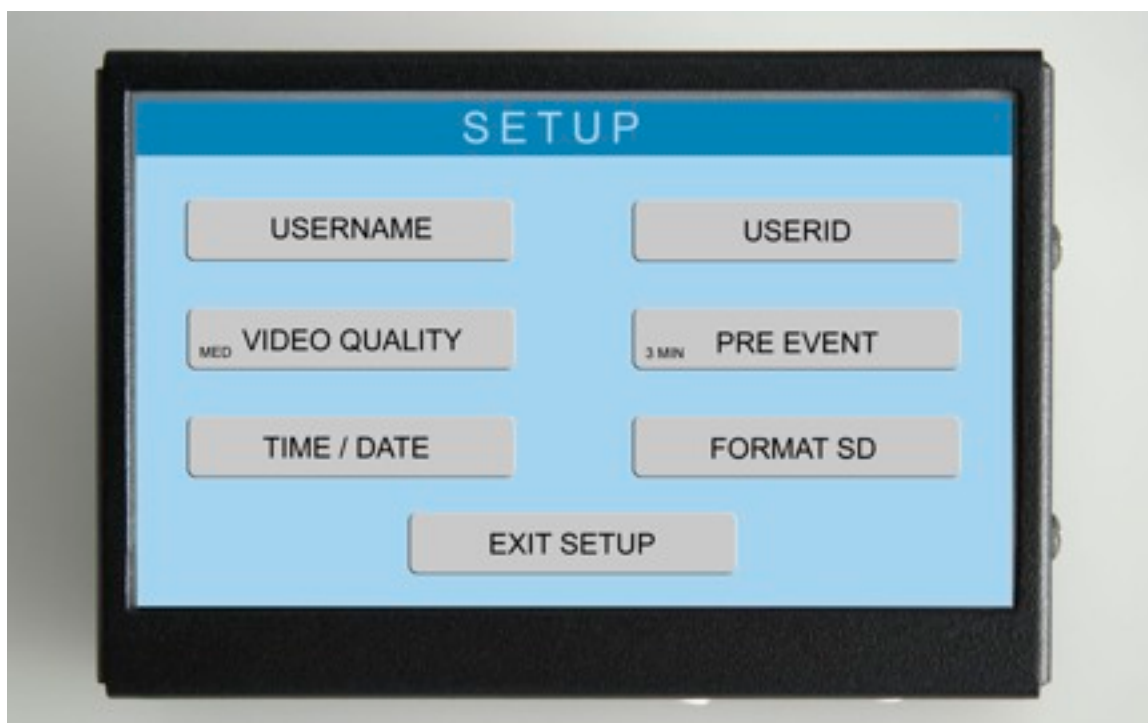 SETUP
USERNAME
USERID
MED VIDEO QUALITY
3 MIN PRE EVENT
TIME / DATE
FORMAT SD
EXIT SETUP